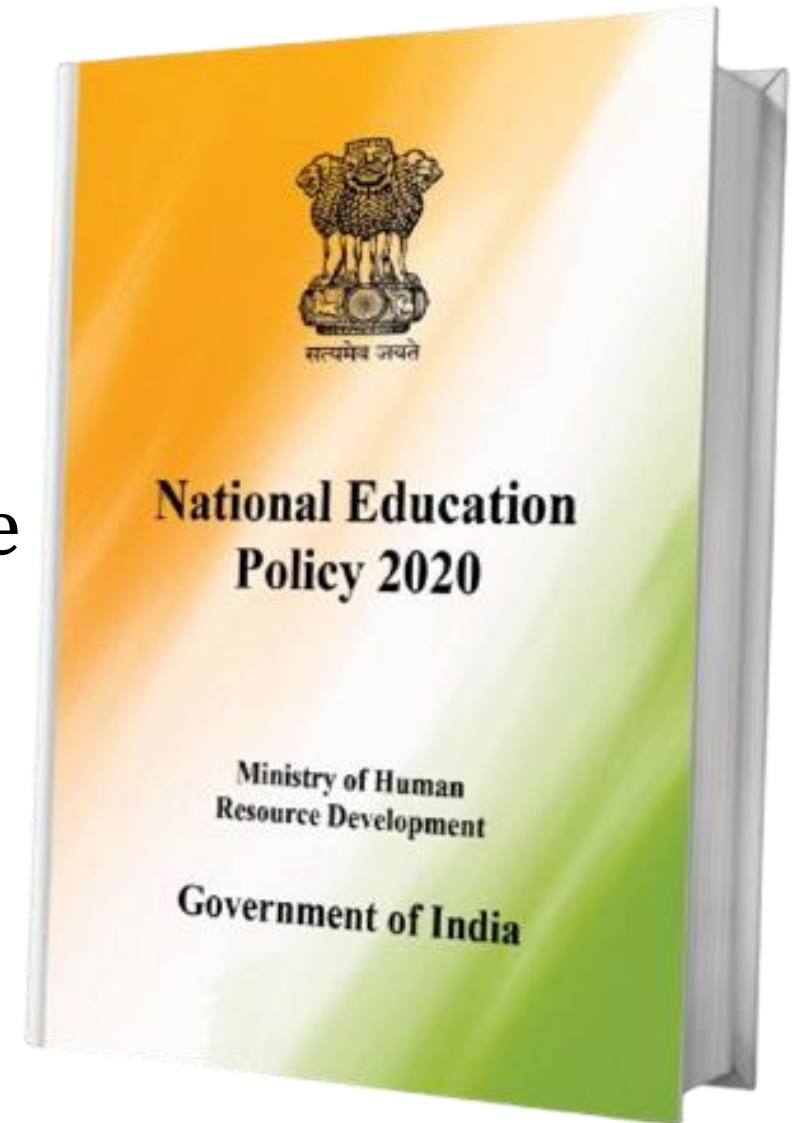 e
सत्यमेव जयते
National Education
Policy 2020
Ministry of Human
Resource Development
Government of India